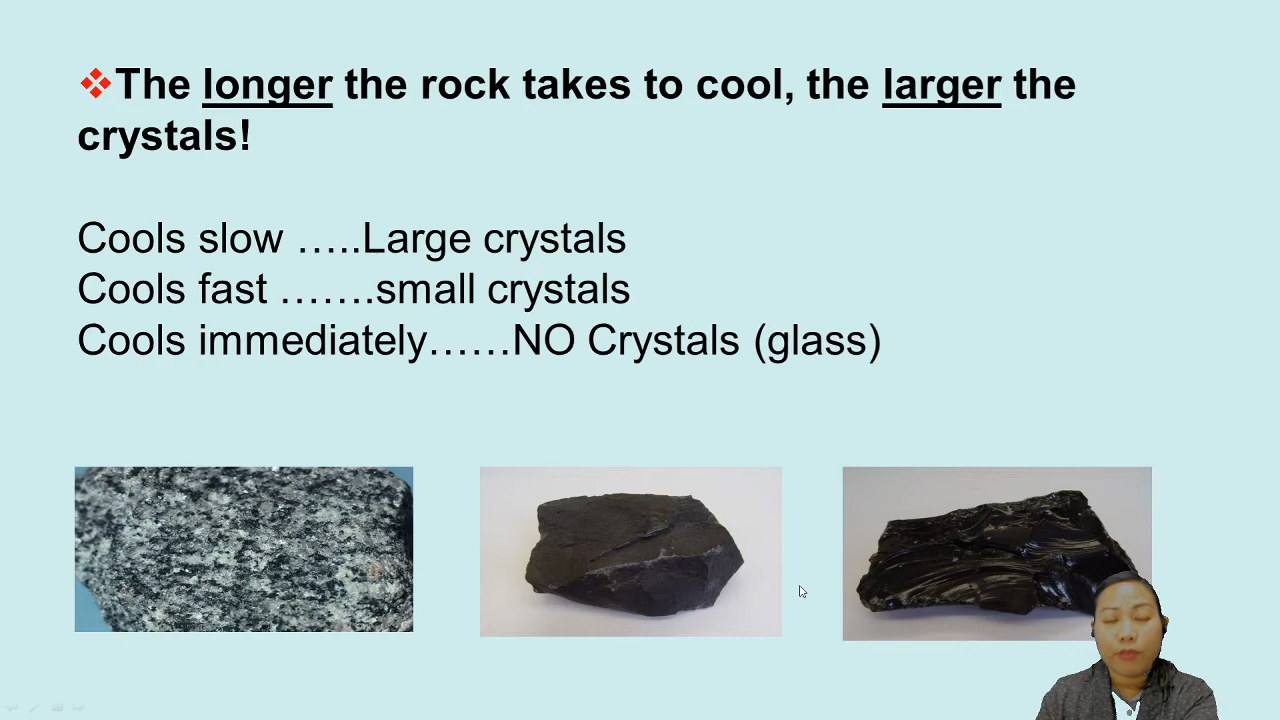 ❖The longer the rock takes to cool, the larger the
crystals!
Cools slow …..Large crystals
Cools fast …….small crystals
Cools immediately……NO Crystals (glass)